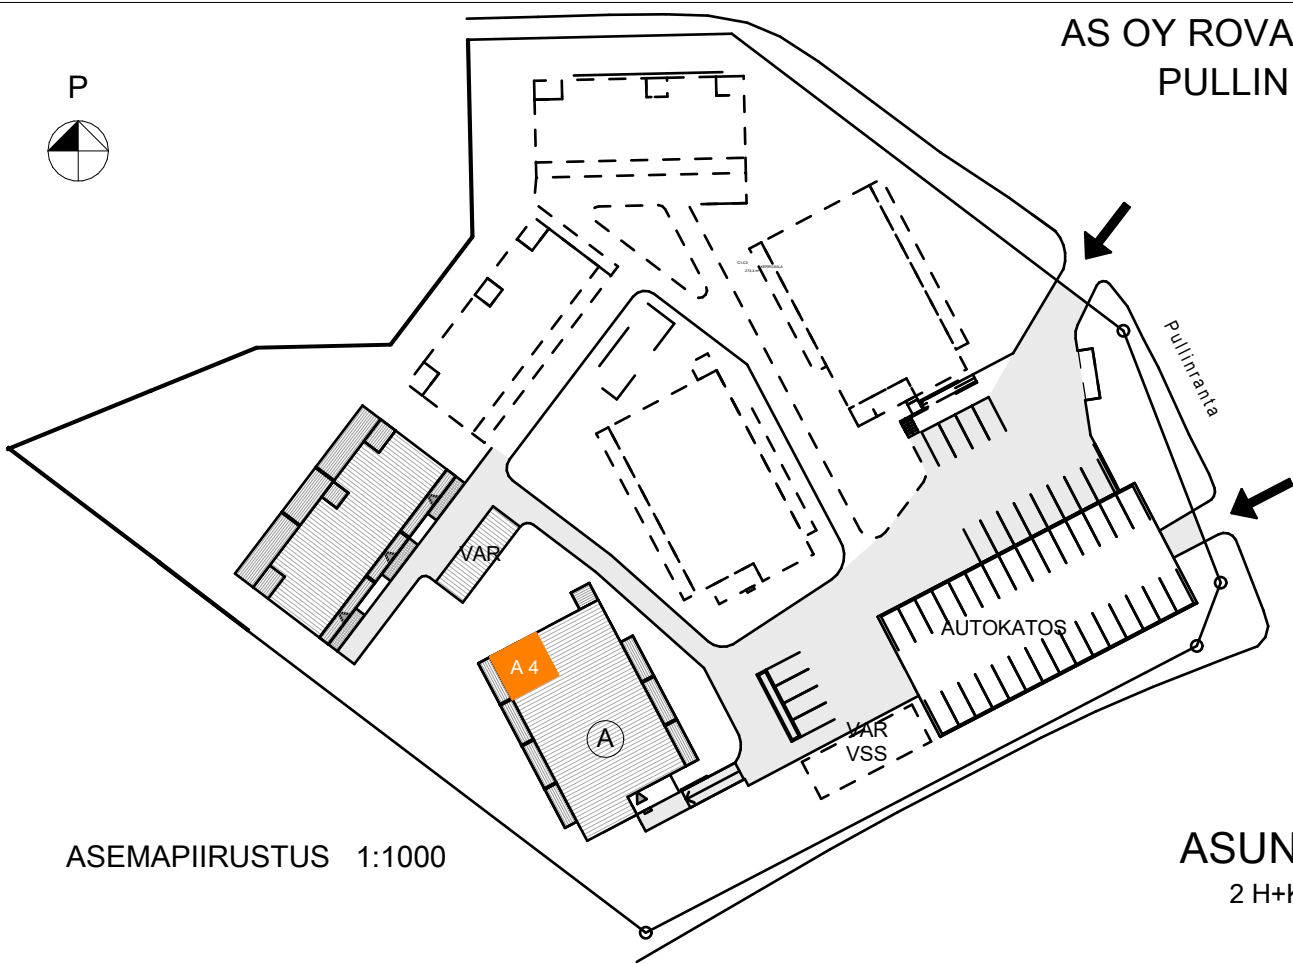 AS OY ROVA
PULLIN
P
Pullinranta
VAR
A 4
AUTOKATOS
A
VAR
VSS
ASEMAPIIRUSTUS 1:1000
ASUN
2 H+K